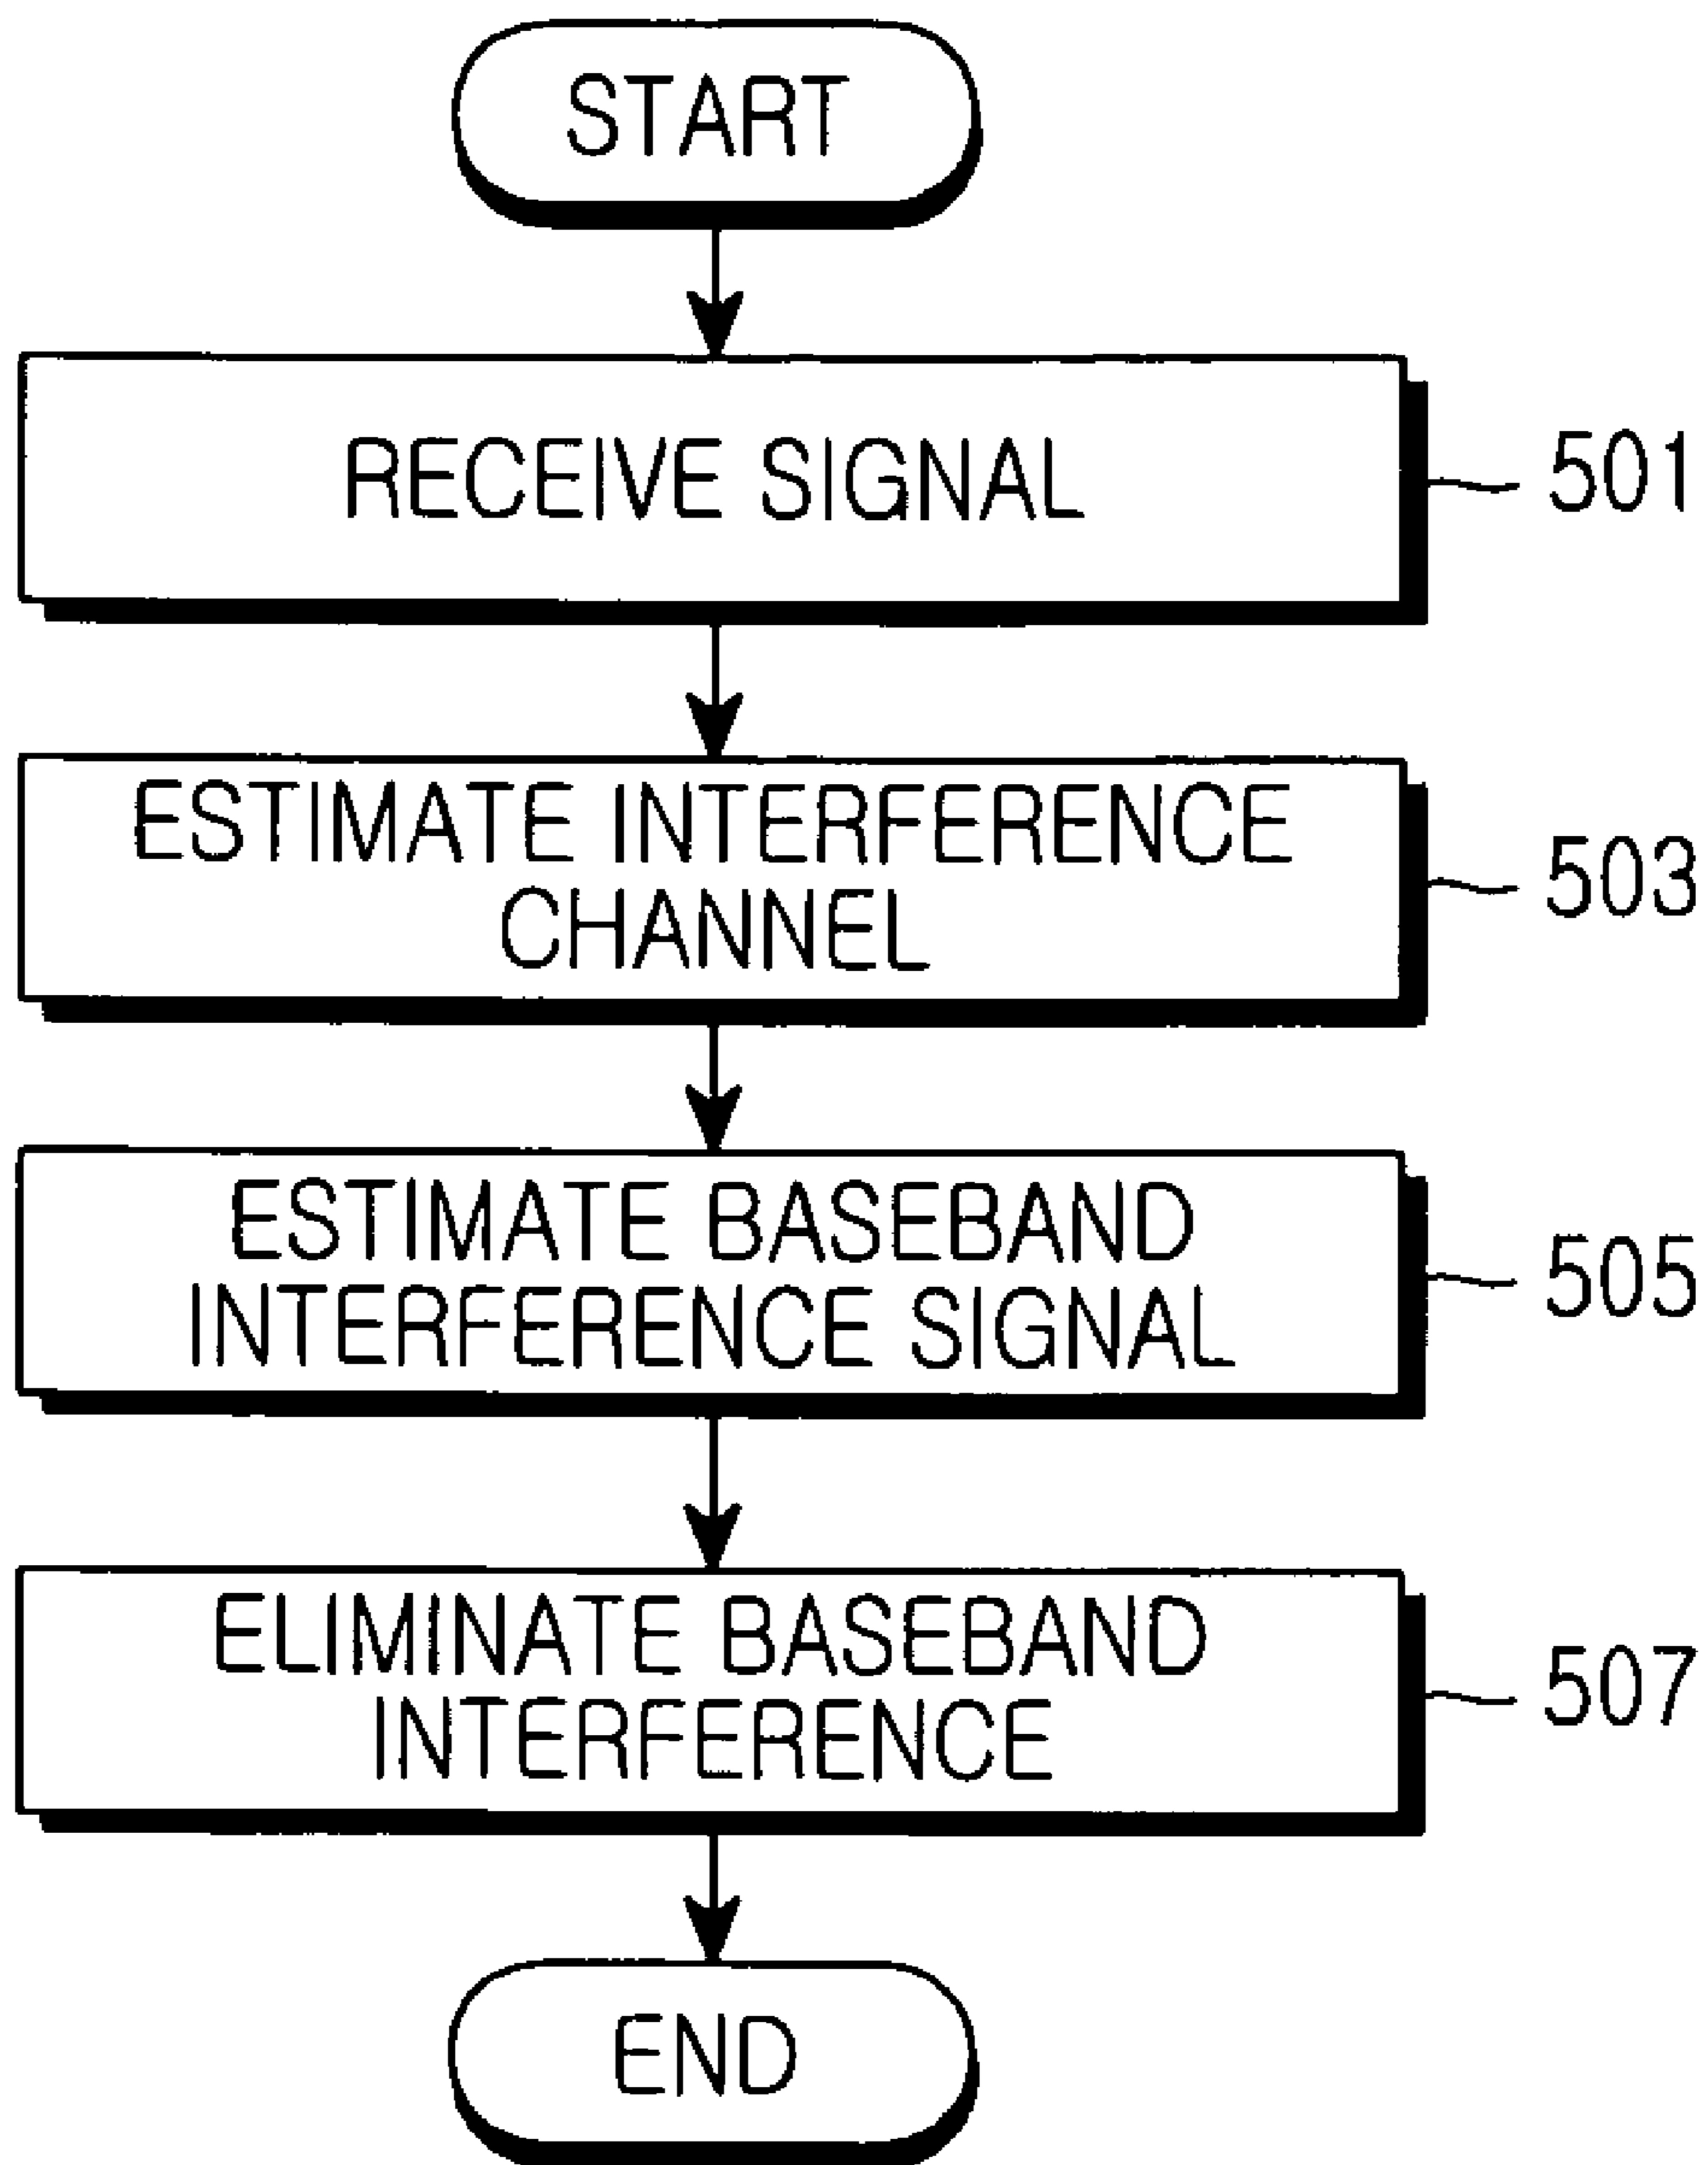 START
RECEIVE SIGNAL
501
ESTIMATE INTERFERENCE
CHANNEL
503
ESTIMATE BASEBAND
INTERFERENCE SIGNAL
505
ELIMINATE BASEBAND
INTERFERENCE
507
END